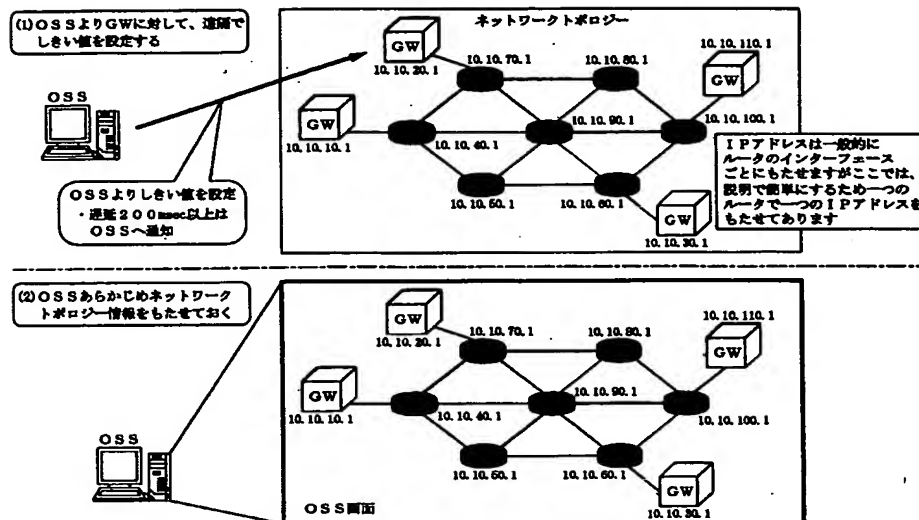 (1)OSSよりGWに対して、遠隔で
しきい値を設定する
OSS
OSSよりしきい値を設定
・遅延200msec以上は
OSSへ通知
ネットワークトポロジー
GW
10.10.20.1
10.10.70.1
10.10.80.1
10.10.110.1
GW
GW
10.10.10.1
10.10.40.1
10.10.90.1
10.10.100.1
10.10.50.1
10.10.60.1
GW
10.10.30.1
IPアドレスは一般的に
ルータのインターフェース
ごとにもたせますがここでは、
説明で簡単にするため一つの
ルータで一つのIPアドレスを
もたせてあります
(2)OSSあらかじめネットワーク
トポロジー情報をもたせておく
OSS
GW
10.10.20.1
10.10.70.1
10.10.80.1
10.10.110.1
GW
GW
10.10.10.1
10.10.40.1
10.10.90.1
10.10.100.1
10.10.50.1
10.10.60.1
GW
10.10.30.1
OSS画面